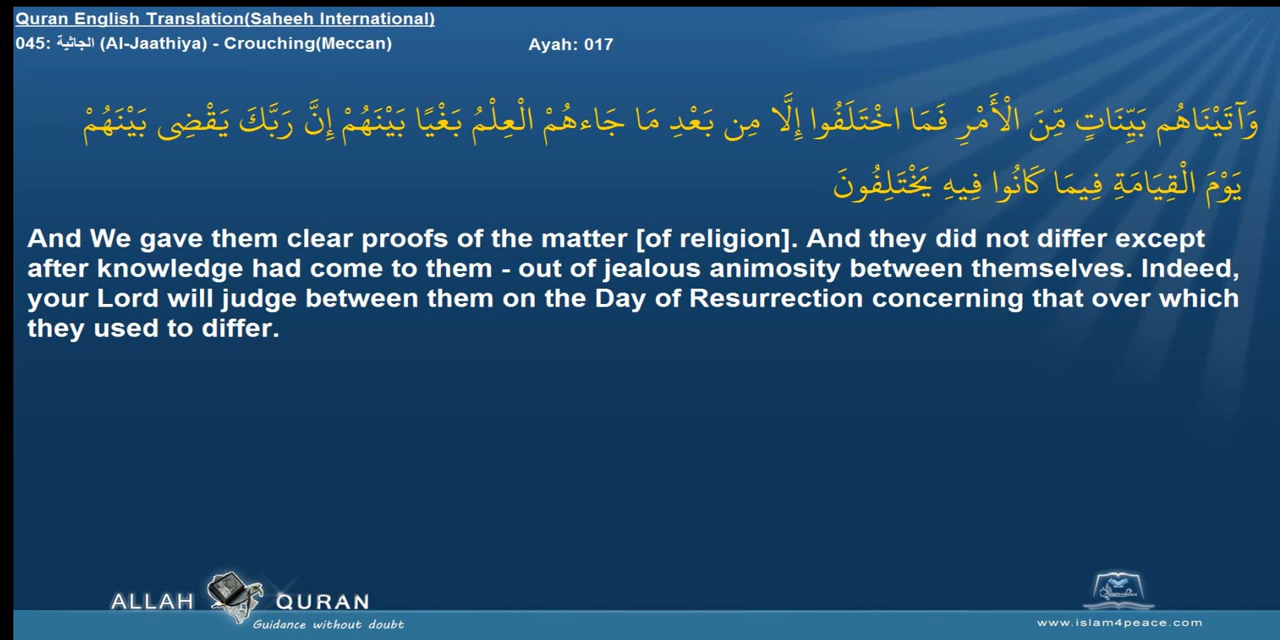 Quran English Translation(Saheeh International)
045: الجاثية (Al-Jaathiya) - Crouching(Meccan) Ayah: 017
وَآتَيْنَاهُم بَيِّنَاتٍ مِّنَ الْأَمْرِ فَمَا اخْتَلَفُوا إِلَّا مِن بَعْدِ مَا جَاءهُمْ الْعِلْمُ بَغْيًا بَيْنَهُمْ إِنَّ رَبَّكَ يَقْضِى بَيْنَهُمْ
يَوْمَ الْقِيَامَةِ فِيمَا كَانُوا فِيهِ يَخْتَلِفُونَ
And We gave them clear proofs of the matter [of religion]. And they did not differ except
after knowledge had come to them - out of jealous animosity between themselves. Indeed,
your Lord will judge between them on the Day of Resurrection concerning that over which
they used to differ.
ALLAH QURAN
Guidance without doubt
www.islam4peace.com